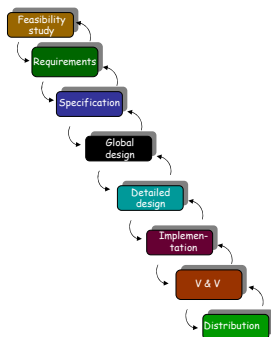 Feasibility
study
Requirements
Specification
Global
design
Detailed
design
Implemen-
tation
V & V
Distribution